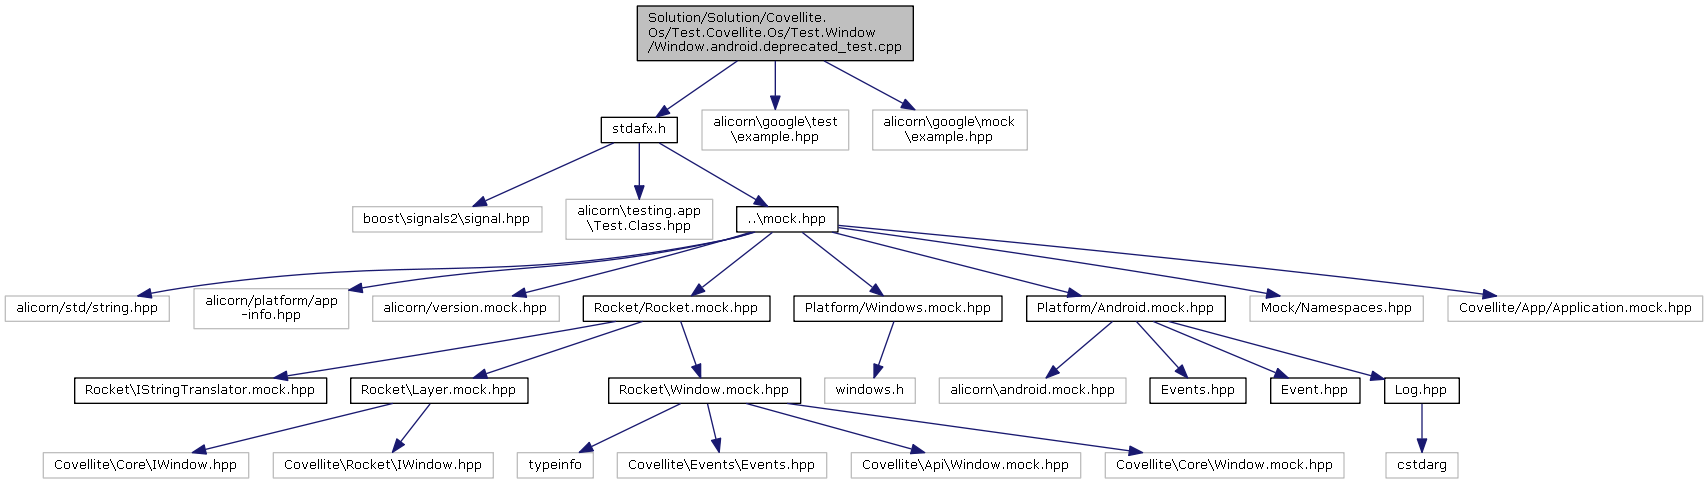 Solution/Solution/Covellite.
Os/Test.Covellite.Os/Test.Window
/Window.android.deprecated_test.cpp
stdafx.h
alicorn\google\test
\example.hpp
alicorn\google\mock
\example.hpp
boost\signals2\signal.hpp
alicorn\testing.app
\Test.Class.hpp
..\mock.hpp
alicorn/std/string.hpp
alicorn/platform/app
-info.hpp
alicorn/version.mock.hpp
Rocket/Rocket.mock.hpp
Platform/Windows.mock.hpp
Platform/Android.mock.hpp
Mock/Namespaces.hpp
Covellite/App/Application.mock.hpp
Rocket\IStringTranslator.mock.hpp
Rocket\Layer.mock.hpp
Rocket\Window.mock.hpp
windows.h
alicorn\android.mock.hpp
Events.hpp
Event.hpp
Log.hpp
Covellite\Core\IWindow.hpp
Covellite\Rocket\IWindow.hpp
typeinfo
Covellite\Events\Events.hpp
Covellite\Api\Window.mock.hpp
Covellite\Core\Window.mock.hpp
cstdarg